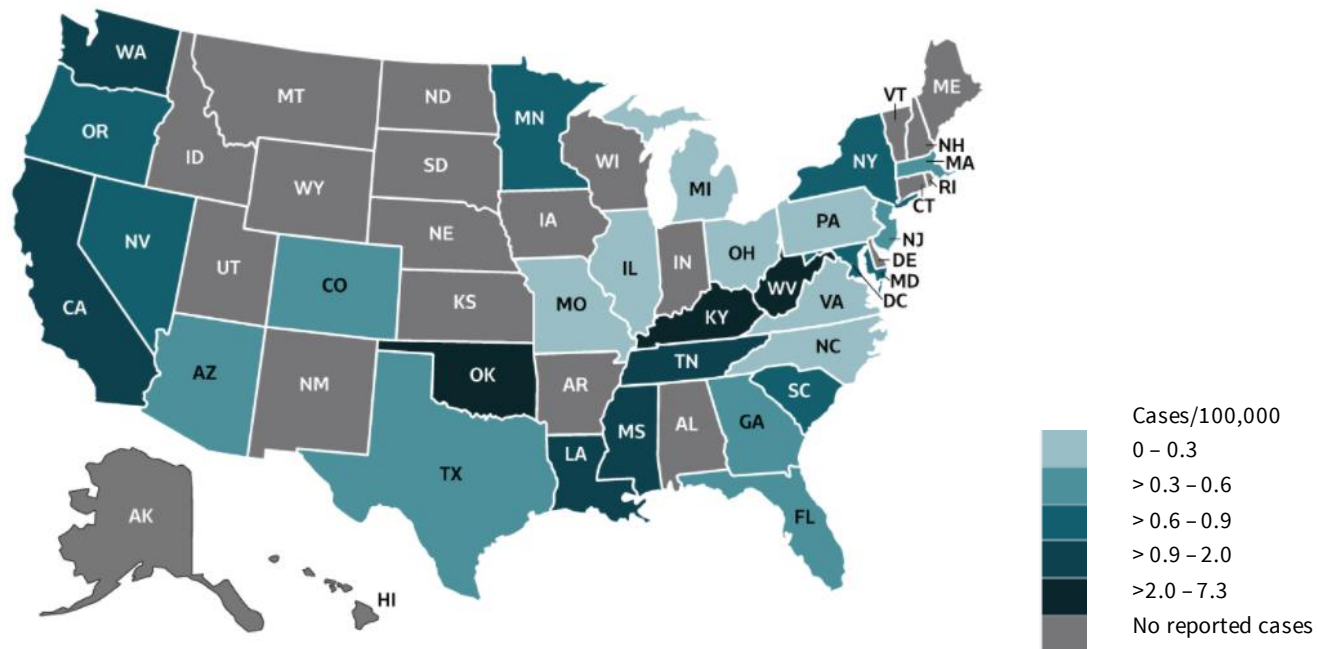 WA
MT
ND
MN
OR
ID
SD
WI
WY
MI
NY
VT
ME
NH
MA
RI
CT
NV
UT
NE
IA
PA
NJ
IL
IN
OH
DE
MD
DC
CA
CO
KS
MO
WV
VA
KY
NC
TN
AZ
NM
OK
AR
SC
MS
AL
GA
TX
LA
FL
AK
HI
Cases/100,000
0 – 0.3
> 0.3 – 0.6
> 0.6 – 0.9
> 0.9 – 2.0
>2.0 – 7.3
No reported cases